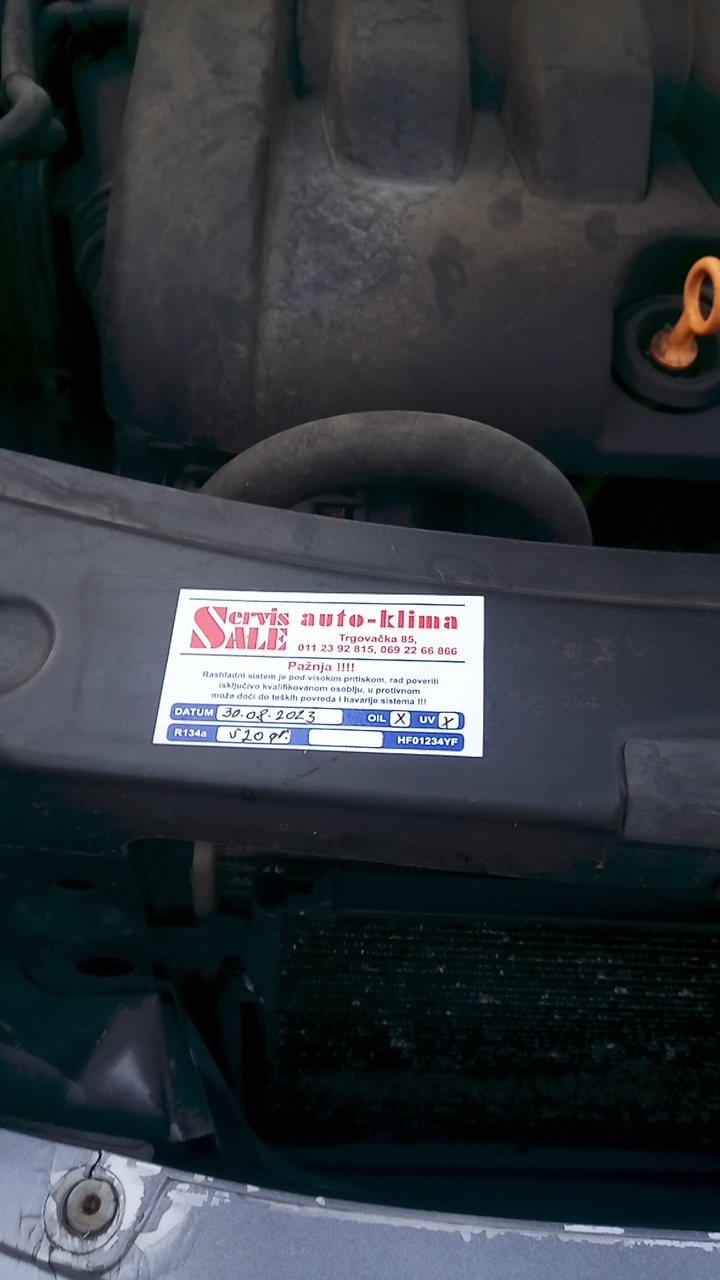 Servis SALE auto-klima
Trgovačka 85,
011 23 92 815, 069 22 66 866
Pažnja !!!!
Rashladni sistem je pod visokim pritiskom, rad poveriti
isključivo kvalifikovanom osoblju, u protivnom
može doći do teških povreda i havarije sistema !!!
DATUM 30.08.2023 OIL X UV X
R134a 520 gr. HF01234YF